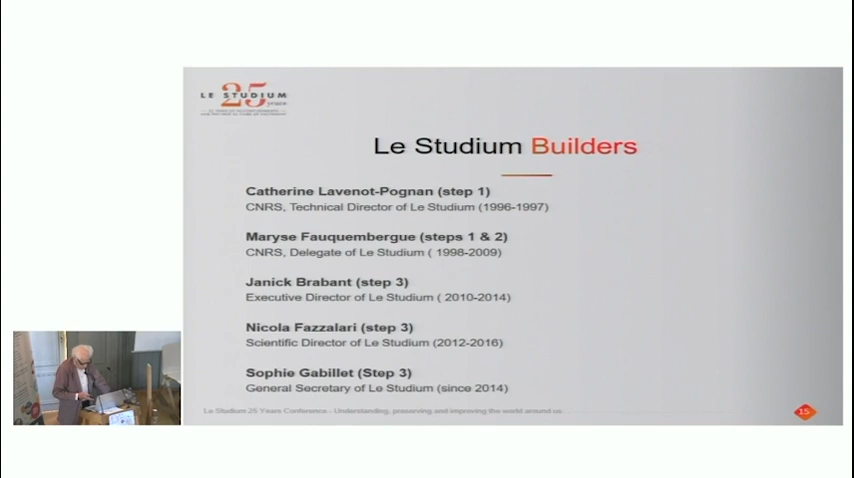 LE STUDIUM
25
years
Le Studium Builders
Catherine Lavenot-Pognan (step 1)
CNRS, Technical Director of Le Studium (1996-1997)
Maryse Fauquembergue (steps 1 & 2)
CNRS, Delegate of Le Studium ( 1998-2009)
Janick Brabant (step 3)
Executive Director of Le Studium ( 2010-2014)
Nicola Fazzalari (step 3)
Scientific Director of Le Studium (2012-2016)
Sophie Gabillet (Step 3)
General Secretary of Le Studium (since 2014)
Le Studium 25 Years Conference - Understanding, preserving and improving the world around us
15